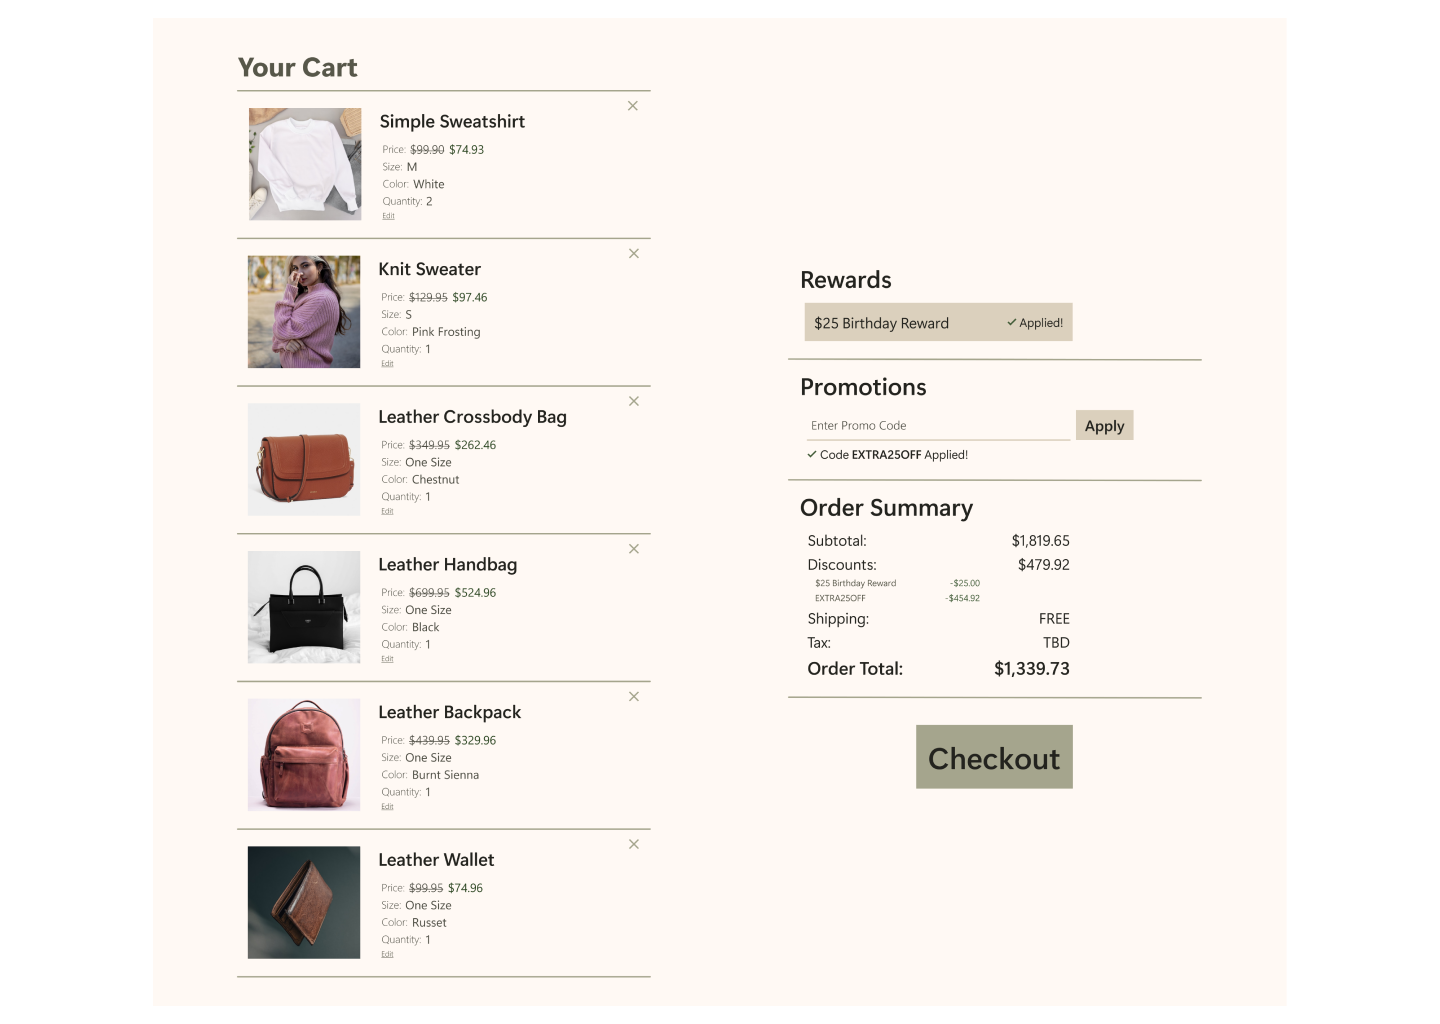 Your Cart
Simple Sweatshirt
Price: $99.90 $74.93
Size: M
Color: White
Quantity: 2
Edit
Knit Sweater
Price: $129.95 $97.46
Size: S
Color: Pink Frosting
Quantity: 1
Edit
Leather Crossbody Bag
Price: $349.95 $262.46
Size: One Size
Color: Chestnut
Quantity: 1
Edit
Leather Handbag
Price: $699.95 $524.96
Size: One Size
Color: Black
Quantity: 1
Edit
Leather Backpack
Price: $439.95 $329.96
Size: One Size
Color: Burnt Sienna
Quantity: 1
Edit
Leather Wallet
Price: $99.95 $74.96
Size: One Size
Color: Russet
Quantity: 1
Edit
Rewards
$25 Birthday Reward ✓ Applied!
Promotions
Enter Promo Code Apply
✓ Code EXTRA25OFF Applied!
Order Summary
Subtotal: $1,819.65
Discounts: $479.92
$25 Birthday Reward -$25.00
EXTRA25OFF -$454.92
Shipping: FREE
Tax: TBD
Order Total: $1,339.73
Checkout